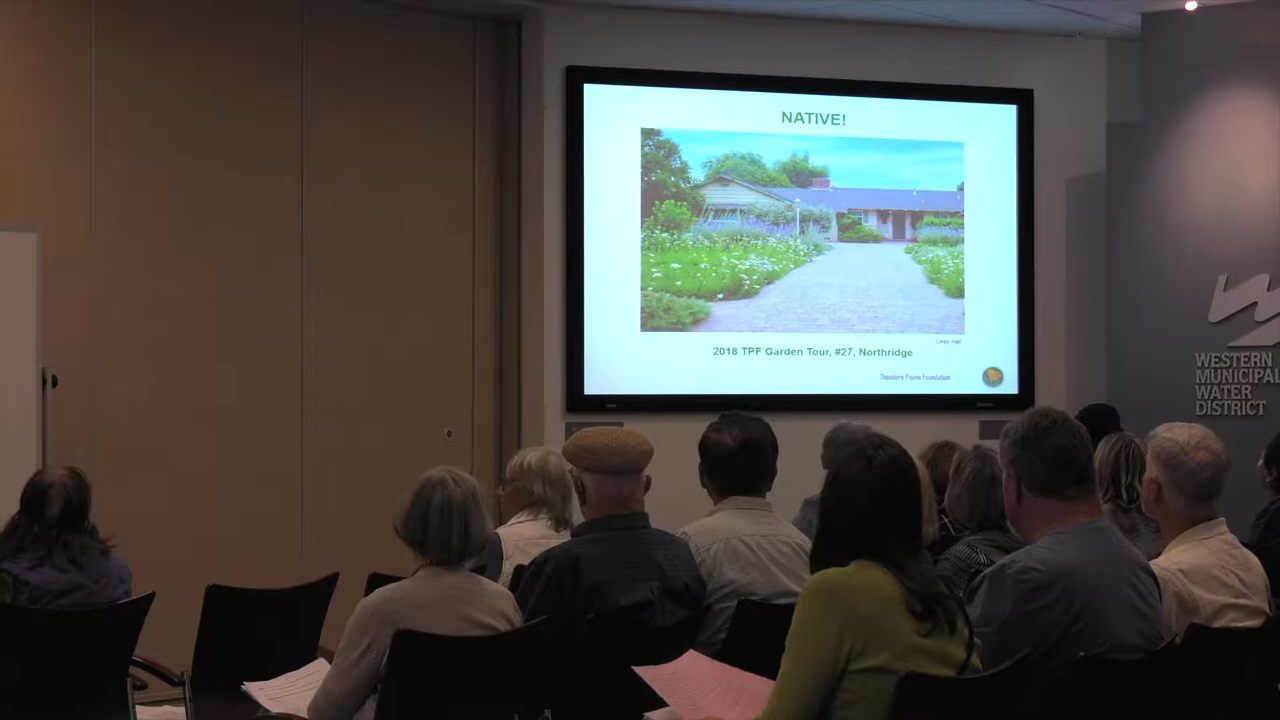 NATIVE!
2018 TPF Garden Tour, #27, Northridge
Theodore Payne Foundation
WESTERN
MUNICIPAL
WATER
DISTRICT